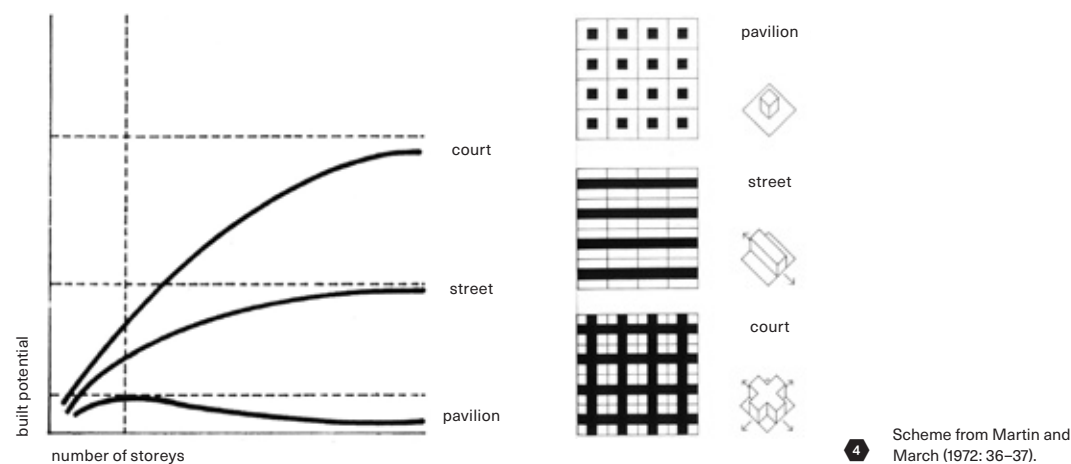 built potential
number of storeys
court
street
pavilion
pavilion
street
court
4
Scheme from Martin and
March (1972: 36–37).